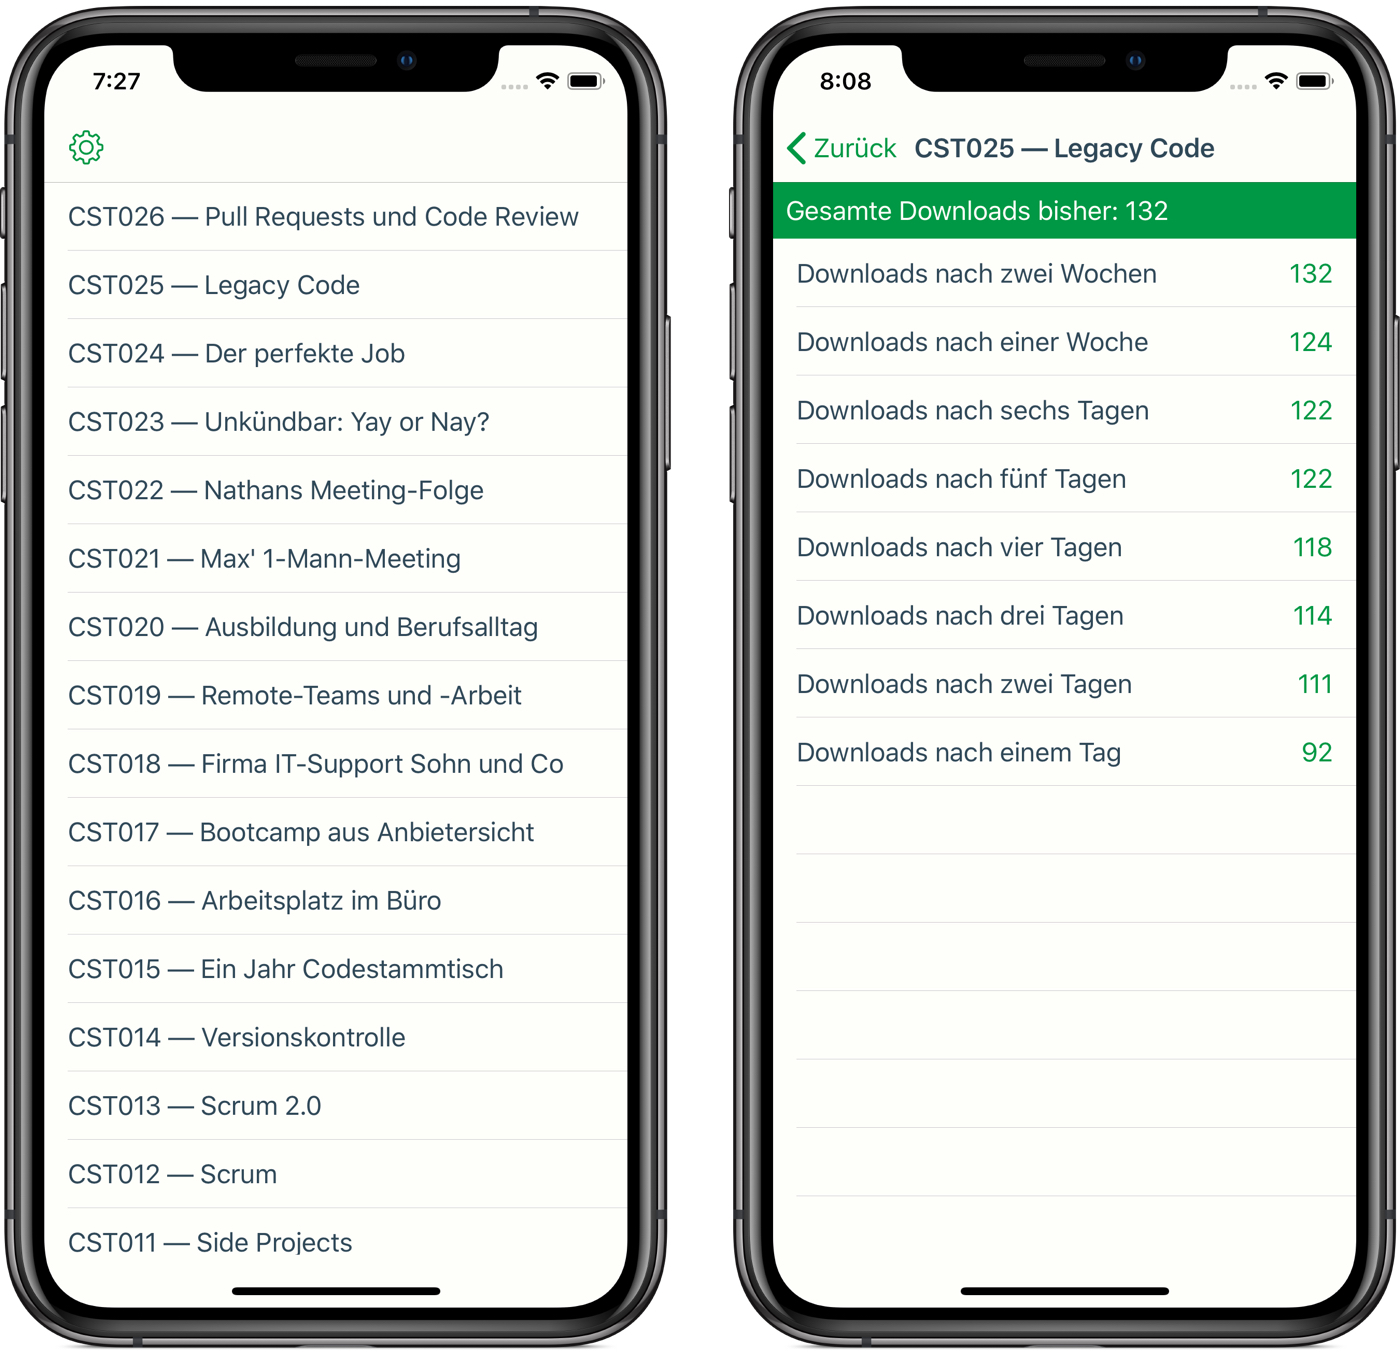 7:27
CST026 — Pull Requests und Code Review
CST025 — Legacy Code
CST024 — Der perfekte Job
CST023 — Unkündbar: Yay or Nay?
CST022 — Nathans Meeting-Folge
CST021 — Max' 1-Mann-Meeting
CST020 — Ausbildung und Berufsalltag
CST019 — Remote-Teams und -Arbeit
CST018 — Firma IT-Support Sohn und Co
CST017 — Bootcamp aus Anbietersicht
CST016 — Arbeitsplatz im Büro
CST015 — Ein Jahr Codestammtisch
CST014 — Versionskontrolle
CST013 — Scrum 2.0
CST012 — Scrum
CST011 — Side Projects
8:08
Zurück CST025 — Legacy Code
Gesamte Downloads bisher: 132
Downloads nach zwei Wochen 132
Downloads nach einer Woche 124
Downloads nach sechs Tagen 122
Downloads nach fünf Tagen 122
Downloads nach vier Tagen 118
Downloads nach drei Tagen 114
Downloads nach zwei Tagen 111
Downloads nach einem Tag 92